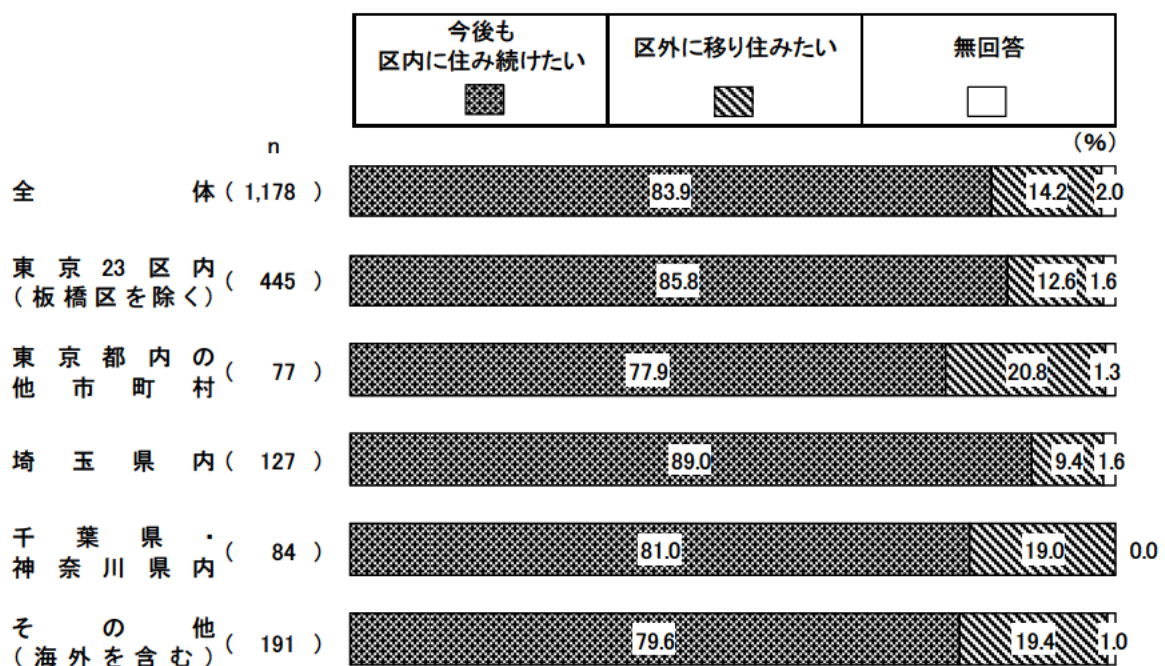 今後も
区内に住み続けたい
区外に移り住みたい
無回答
n
(%)
全体 ( 1,178 ) 83.9 14.2 2.0
東京23区内
(板橋区を除く) ( 445 ) 85.8 12.6 1.6
東京都内の
他市町村 ( 77 ) 77.9 20.8 1.3
埼玉県内 ( 127 ) 89.0 9.4 1.6
千葉県・
神奈川県内 ( 84 ) 81.0 19.0 0.0
その他
(海外を含む) ( 191 ) 79.6 19.4 1.0